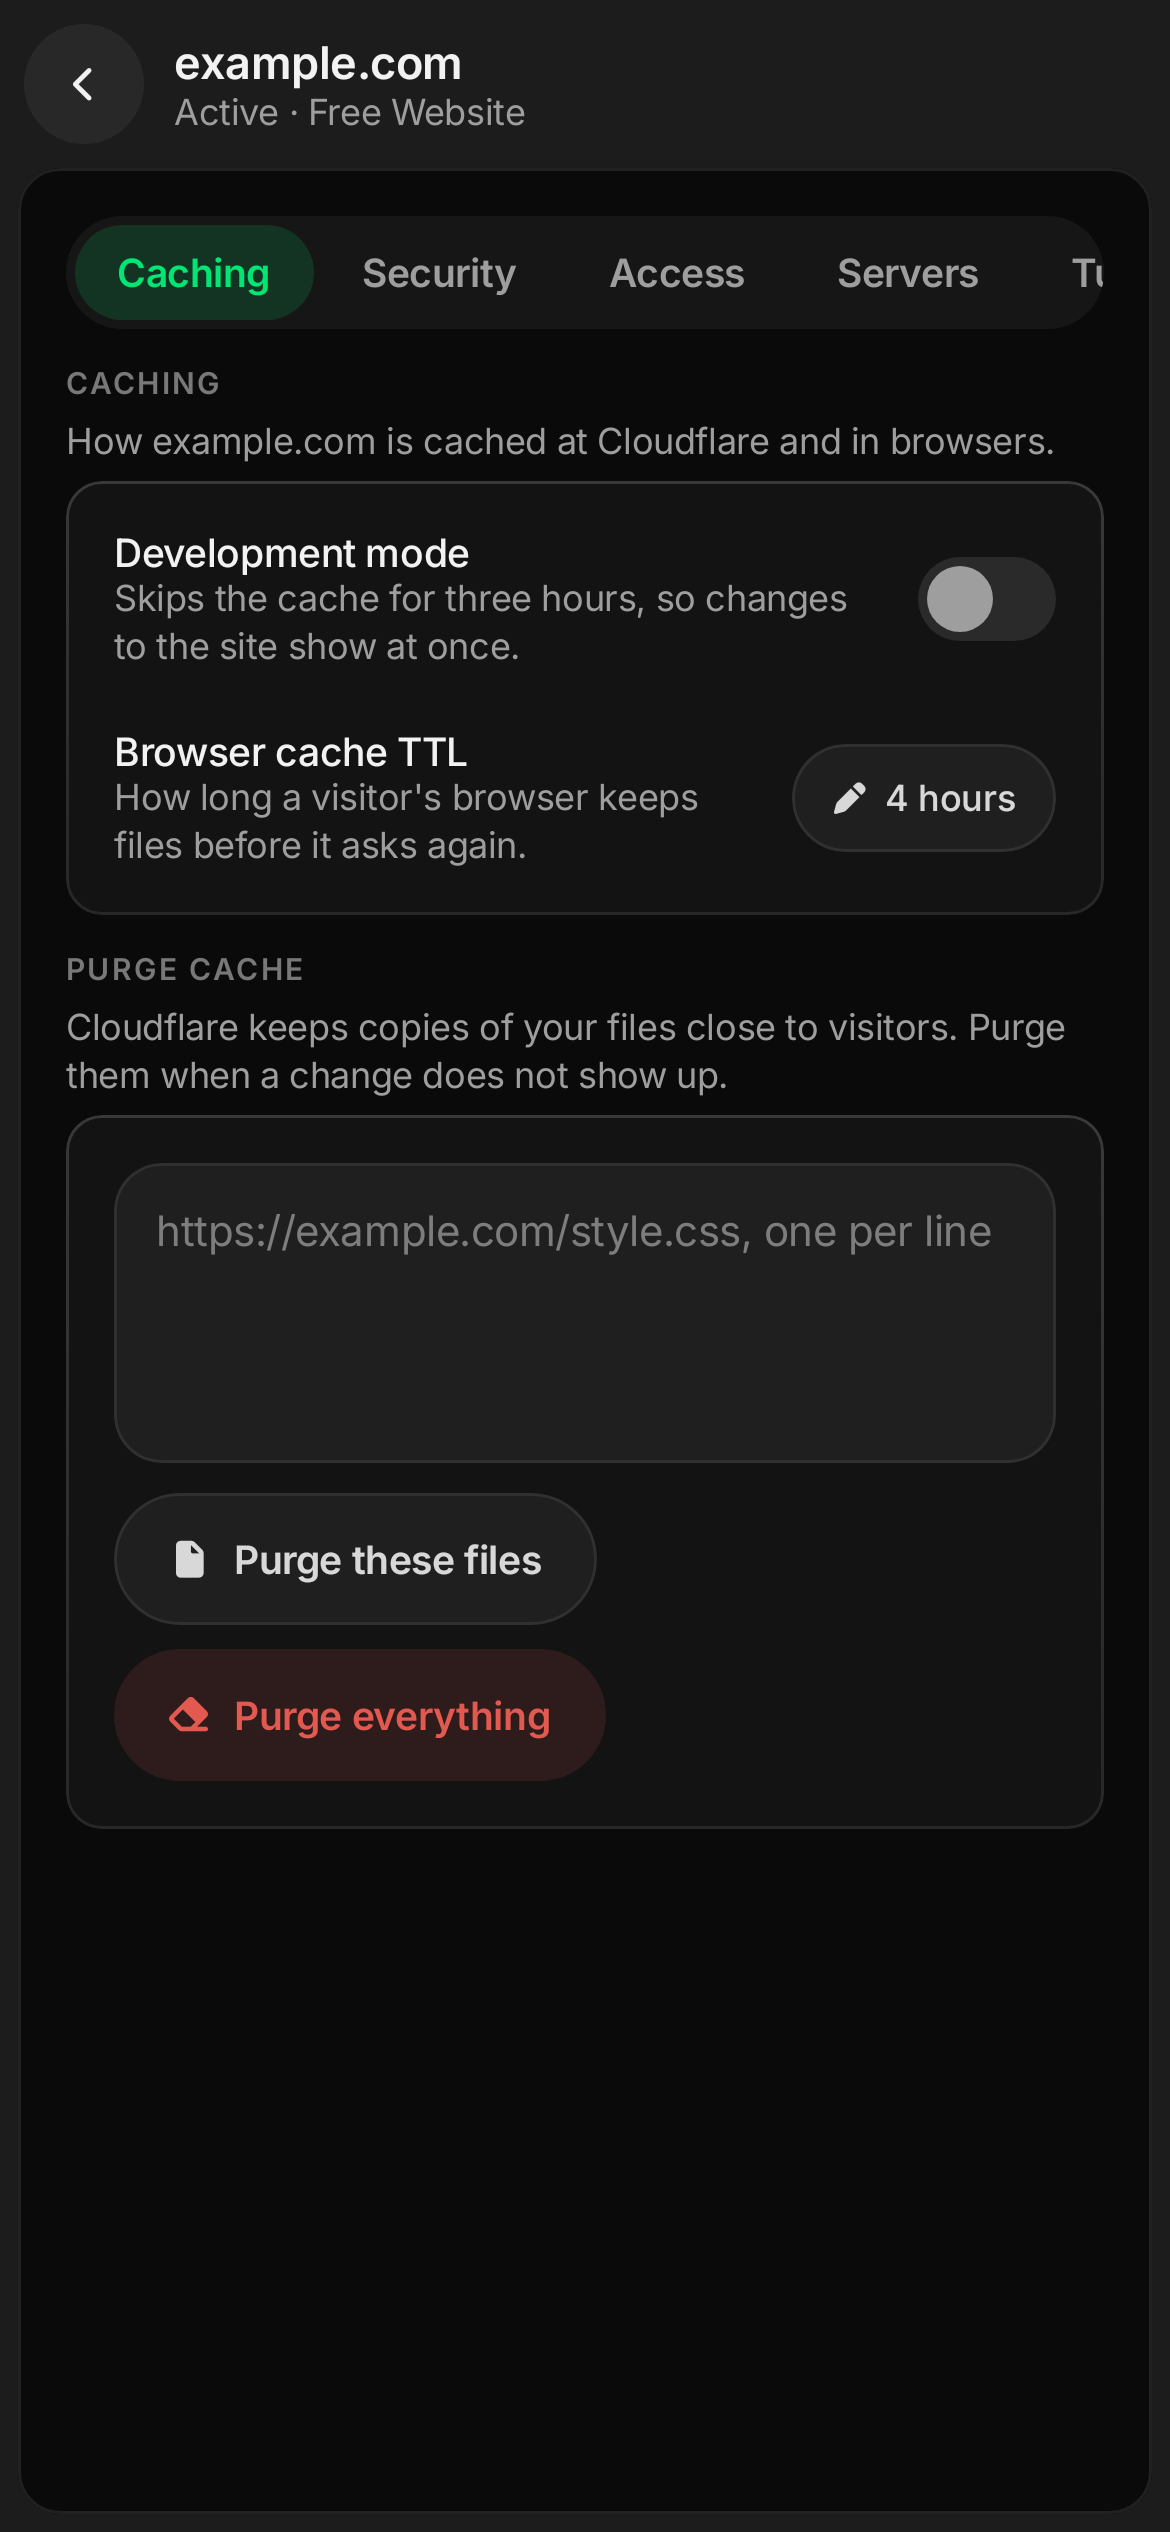 example.com
Active · Free Website
Caching Security Access Servers Tu
CACHING
How example.com is cached at Cloudflare and in browsers.
Development mode
Skips the cache for three hours, so changes
to the site show at once.
Browser cache TTL
How long a visitor's browser keeps
files before it asks again.
4 hours
PURGE CACHE
Cloudflare keeps copies of your files close to visitors. Purge
them when a change does not show up.
https://example.com/style.css, one per line
Purge these files
Purge everything